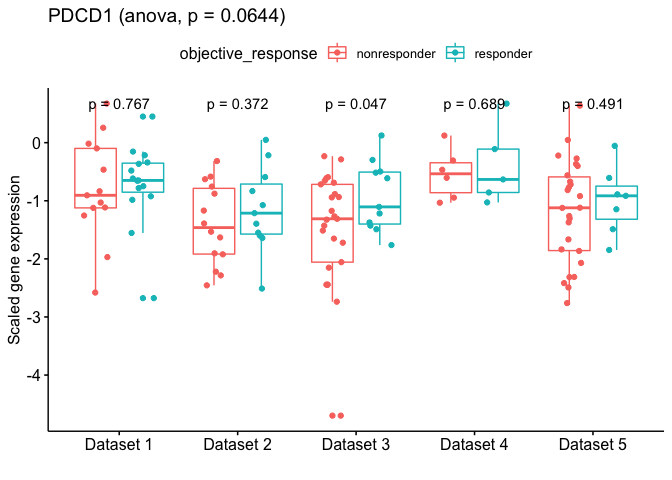 PDCD1 (anova, p = 0.0644)
objective_response nonresponder responder
p = 0.767 p = 0.372 p = 0.047 p = 0.689 p = 0.491
0
-1
-2
-3
-4
Scaled gene expression
Dataset 1 Dataset 2 Dataset 3 Dataset 4 Dataset 5